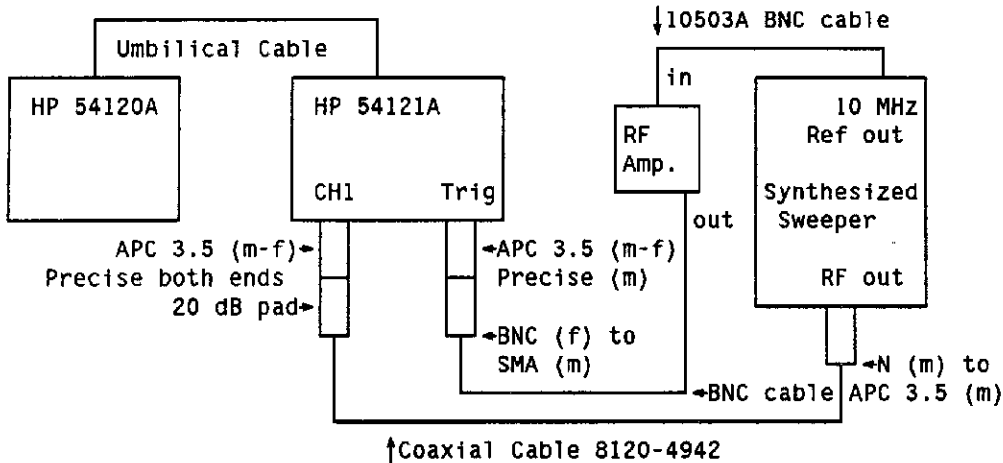 10503A BNC cable
Umbilical Cable
in
HP 54120A
HP 54121A
10 MHz
Ref out
RF
Amp.
CH1
Trig
Synthesized
Sweeper
out
APC 3.5 (m-f)
Precise both ends
20 dB pad
APC 3.5 (m-f)
Precise (m)
RF out
BNC (f) to
SMA (m)
N (m) to
APC 3.5 (m)
BNC cable
Coaxial Cable 8120-4942